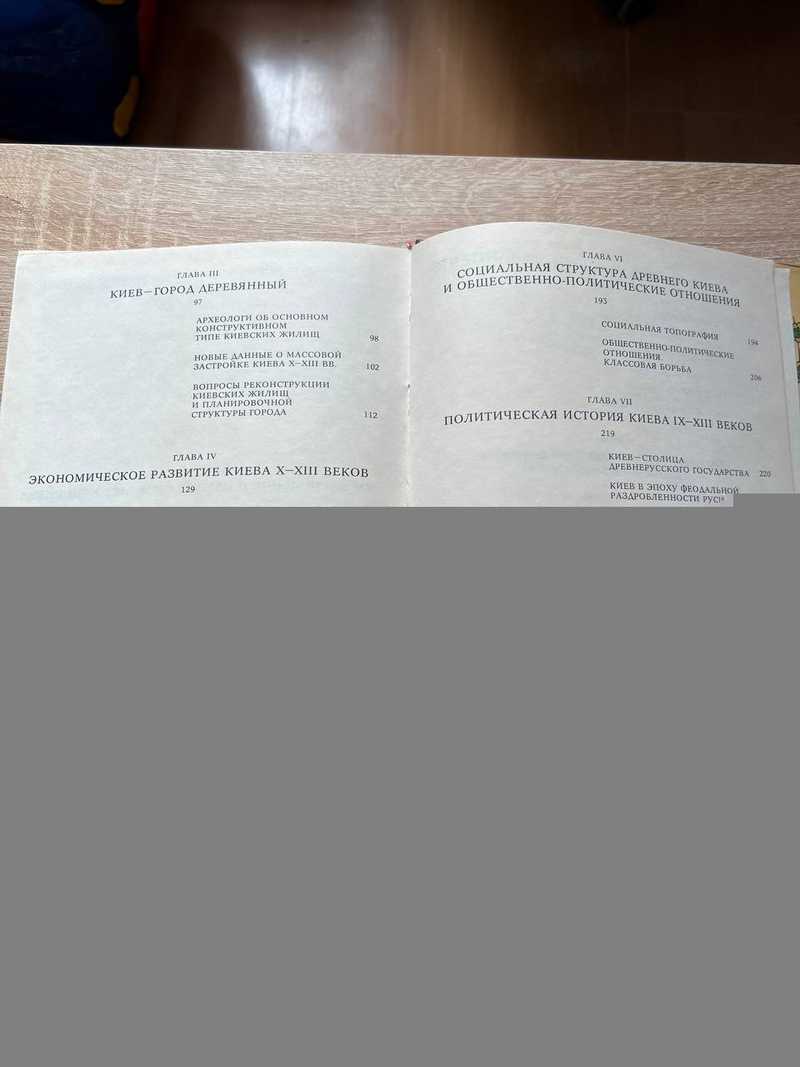 ГЛАВА III
КИЕВ—ГОРОД ДЕРЕВЯННЫЙ
97
АРХЕОЛОГИ ОБ ОСНОВНОМ
КОНСТРУКТИВНОМ
ТИПЕ КИЕВСКИХ ЖИЛИЩ 98
НОВЫЕ ДАННЫЕ О МАССОВОЙ
ЗАСТРОЙКЕ КИЕВА X—XIII ВВ. 102
ВОПРОСЫ РЕКОНСТРУКЦИИ
КИЕВСКИХ ЖИЛИЩ
И ПЛАНИРОВОЧНОЙ
СТРУКТУРЫ ГОРОДА 112
ГЛАВА IV
ЭКОНОМИЧЕСКОЕ РАЗВИТИЕ КИЕВА X—XIII ВЕКОВ
129
ГЛАВА VI
СОЦИАЛЬНАЯ СТРУКТУРА ДРЕВНЕГО КИЕВА
И ОБЩЕСТВЕННО-ПОЛИТИЧЕСКИЕ ОТНОШЕНИЯ
193
СОЦИАЛЬНАЯ ТОПОГРАФИЯ 194
ОБЩЕСТВЕННО-ПОЛИТИЧЕСКИЕ
ОТНОШЕНИЯ.
КЛАССОВАЯ БОРЬБА 206
ГЛАВА VII
ПОЛИТИЧЕСКАЯ ИСТОРИЯ КИЕВА IX—XIII ВЕКОВ
219
КИЕВ—СТОЛИЦА
ДРЕВНЕРУССКОГО ГОСУДАРСТВА 220
КИЕВ В ЭПОХУ ФЕОДАЛЬНОЙ
РАЗДРОБЛЕННОСТИ